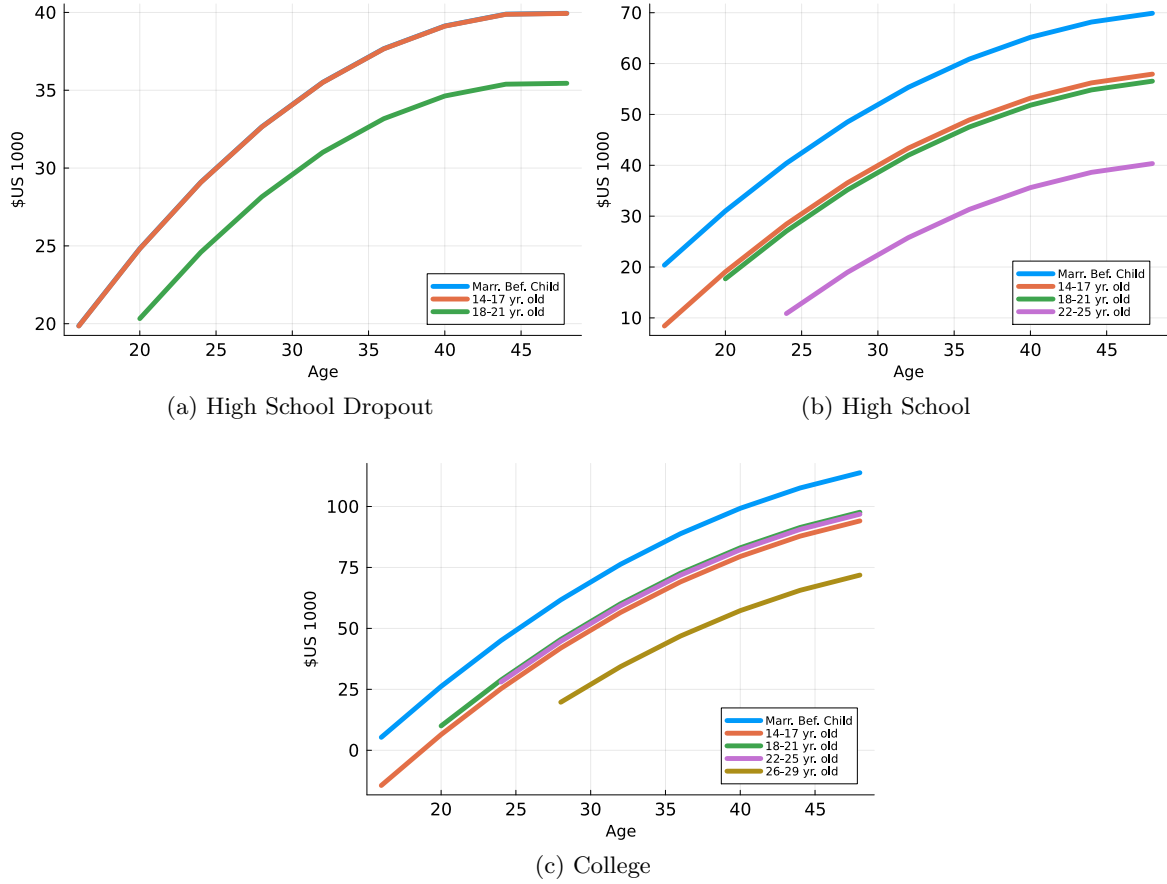 40
35
30
25
20
$US 1000
20 25 30 35 40 45
Age
Marr. Bef. Child
14-17 yr. old
18-21 yr. old
(a) High School Dropout
70
60
50
40
30
20
10
$US 1000
20 25 30 35 40 45
Age
Marr. Bef. Child
14-17 yr. old
18-21 yr. old
22-25 yr. old
(b) High School
100
75
50
25
0
$US 1000
20 25 30 35 40 45
Age
Marr. Bef. Child
14-17 yr. old
18-21 yr. old
22-25 yr. old
26-29 yr. old
(c) College